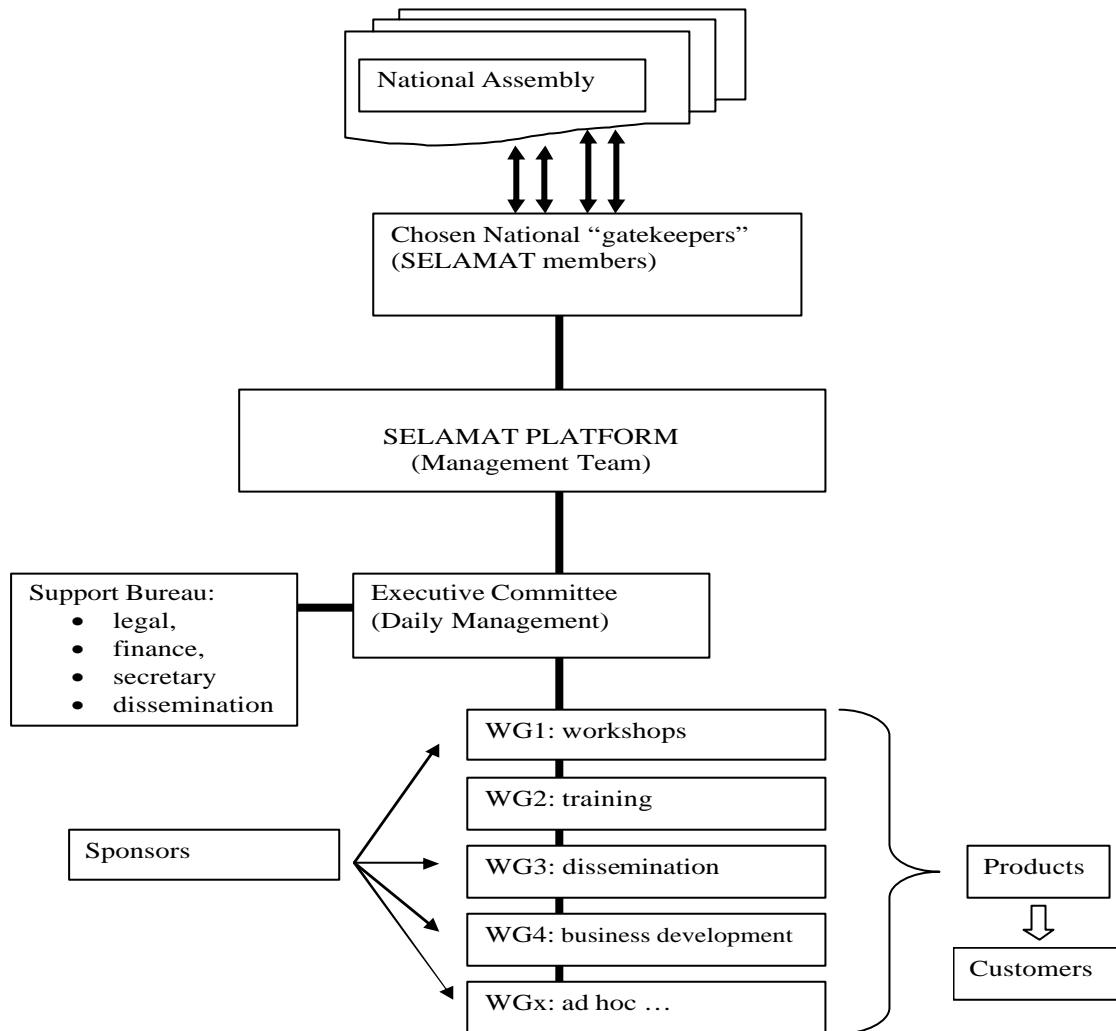 National Assembly
Chosen National “gatekeepers”
(SELAMAT members)
SELAMAT PLATFORM
(Management Team)
Support Bureau:
• legal,
• finance,
• secretary
• dissemination
Executive Committee
(Daily Management)
WG1: workshops
WG2: training
Sponsors
WG3: dissemination
WG4: business development
WGx: ad hoc …
Products
Customers